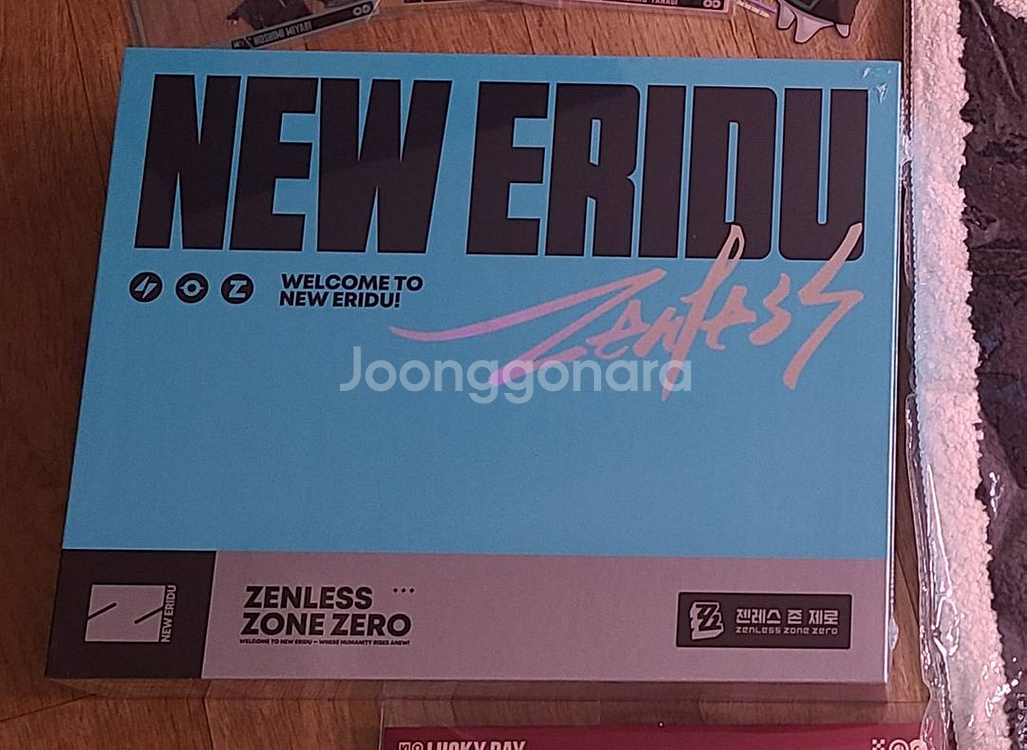 HOSHIMI MIYABI
NEW ERIDU
WELCOME TO
NEW ERIDU!
Zenless
Joonggonara
NEW ERIDU
ZENLESS
ZONE ZERO
WELCOME TO NEW ERIDU — WHERE HUMANITY RISES ANEW!
젠레스 존 제로
ZENLESS ZONE ZERO
LUCKY DAY